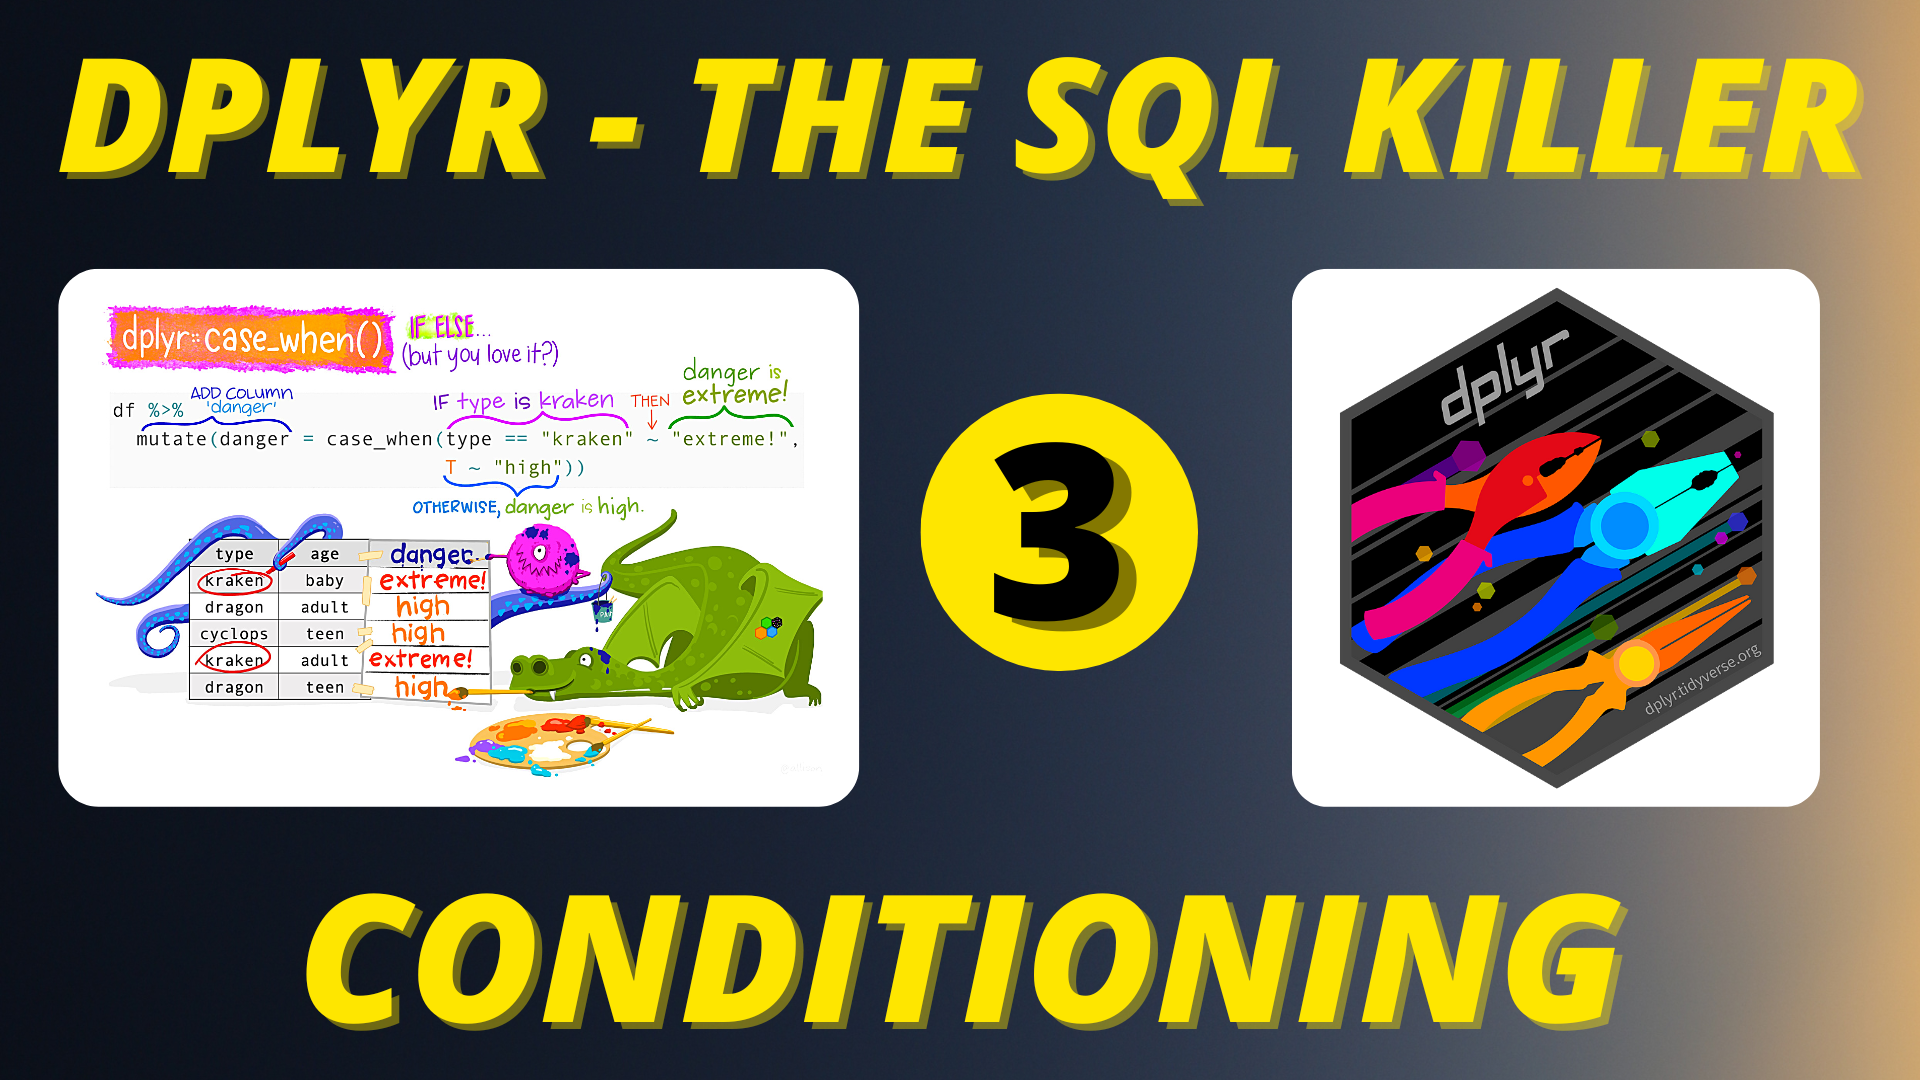 DPLYR - THE SQL KILLER
dplyr::case_when()
IF ELSE...
(but you love it?)
danger is
extreme!
ADD COLUMN
'danger'
IF type is kraken
THEN
df %>%
mutate(danger = case_when(type == "kraken" ~ "extreme!",
T ~ "high"))
OTHERWISE, danger is high.
type age danger
kraken baby extreme!
dragon adult high
cyclops teen high
kraken adult extreme!
dragon teen high
3
dplyr
dplyr.tidyverse.org
CONDITIONING